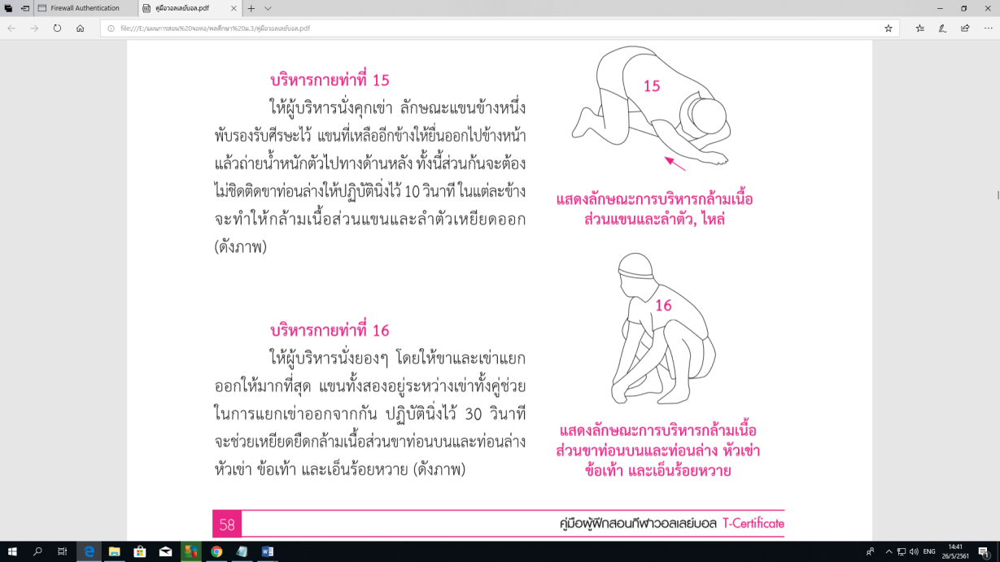 Firewall Authentication
คู่มือวอลเลย์บอล.pdf
file:///E:/แผนการสอน%20จอหอ/พลศึกษา%20ม.3/คู่มือวอลเลย์บอล.pdf
บริหารกายท่าที่ 15
ให้ผู้บริหารนั่งคุกเข่า ลักษณะแขนข้างหนึ่ง
พับรองรับศีรษะไว้ แขนที่เหลืออีกข้างให้ยื่นออกไปข้างหน้า
แล้วถ่ายน้ำหนักตัวไปทางด้านหลัง ทั้งนี้ส่วนก้นจะต้อง
ไม่ชิดติดขาท่อนล่างให้ปฏิบัตินิ่งไว้ 10 วินาที ในแต่ละข้าง
จะทำให้กล้ามเนื้อส่วนแขนและลำตัวเหยียดออก
(ดังภาพ)
15
แสดงลักษณะการบริหารกล้ามเนื้อ
ส่วนแขนและลำตัว, ไหล่
บริหารกายท่าที่ 16
ให้ผู้บริหารนั่งยองๆ โดยให้ขาและเข่าแยก
ออกให้มากที่สุด แขนทั้งสองอยู่ระหว่างเข่าทั้งคู่ช่วย
ในการแยกเข่าออกจากกัน ปฏิบัตินิ่งไว้ 30 วินาที
จะช่วยเหยียดยืดกล้ามเนื้อส่วนขาท่อนบนและท่อนล่าง
หัวเข่า ข้อเท้า และเอ็นร้อยหวาย (ดังภาพ)
16
แสดงลักษณะการบริหารกล้ามเนื้อ
ส่วนขาท่อนบนและท่อนล่าง หัวเข่า
ข้อเท้า และเอ็นร้อยหวาย
58
คู่มือผู้ฝึกสอนกีฬาวอลเลย์บอล T-Certificate
ENG
14:41
26/5/2561